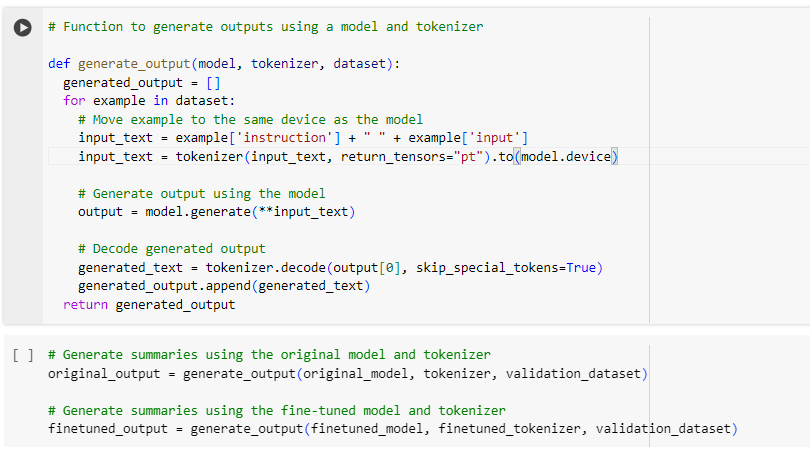 # Function to generate outputs using a model and tokenizer
def generate_output(model, tokenizer, dataset):
generated_output = []
for example in dataset:
# Move example to the same device as the model
input_text = example['instruction'] + " " + example['input']
input_text = tokenizer(input_text, return_tensors="pt").to(model.device)
# Generate output using the model
output = model.generate(**input_text)
# Decode generated output
generated_text = tokenizer.decode(output[0], skip_special_tokens=True)
generated_output.append(generated_text)
return generated_output
[ ] # Generate summaries using the original model and tokenizer
original_output = generate_output(original_model, tokenizer, validation_dataset)
# Generate summaries using the fine-tuned model and tokenizer
finetuned_output = generate_output(finetuned_model, finetuned_tokenizer, validation_dataset)